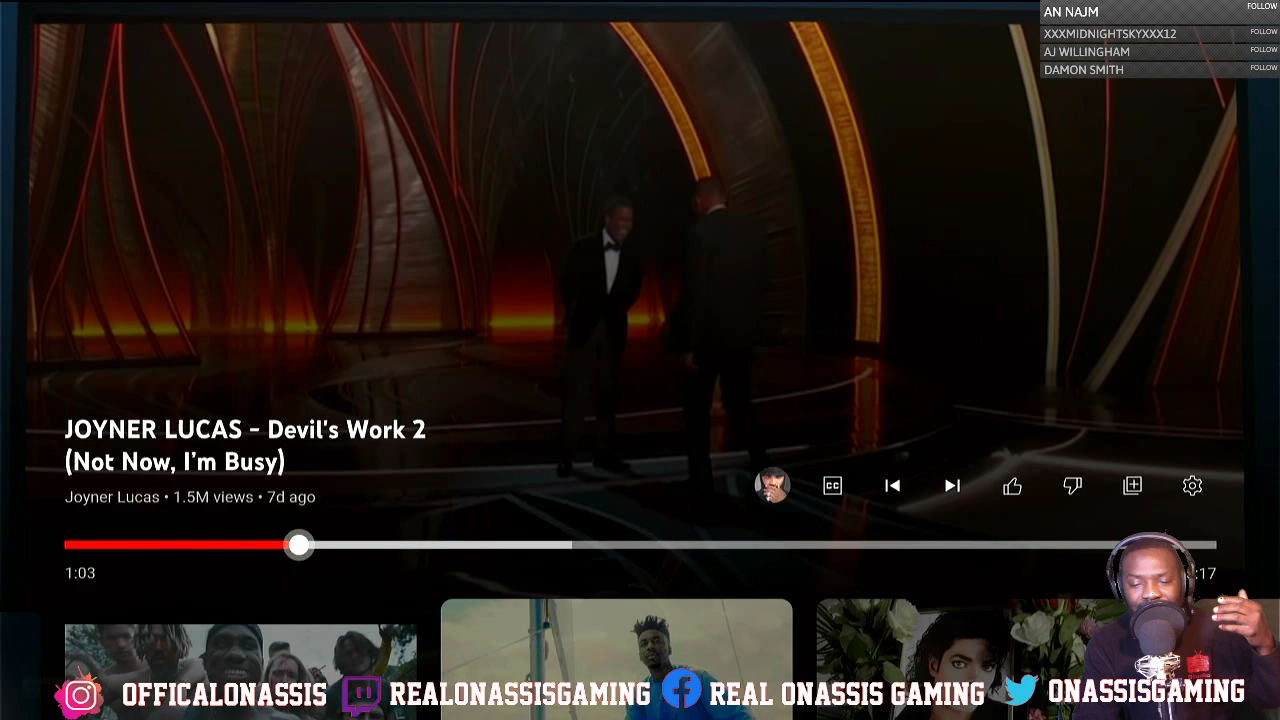 AN NAJM
FOLLOW
XXXMIDNIGHTSKYXXX12
FOLLOW
AJ WILLINGHAM
FOLLOW
DAMON SMITH
FOLLOW
JOYNER LUCAS - Devil's Work 2
(Not Now, I'm Busy)
Joyner Lucas • 1.5M views • 7d ago
CC
1:03
:17
OFFICALONASSIS
REALONASSISGAMING
REAL ONASSIS GAMING
ONASSISGAMING